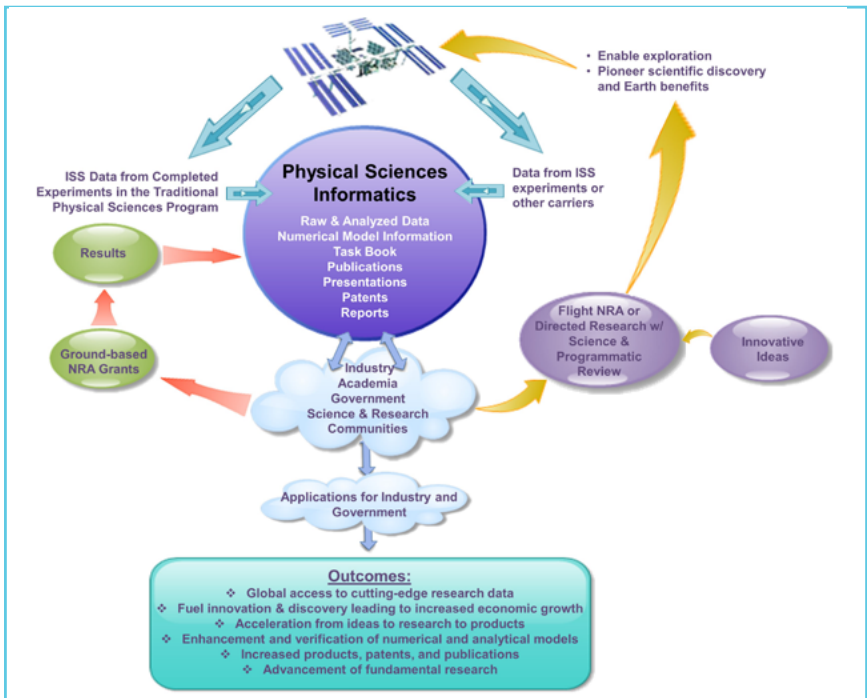 • Enable exploration
• Pioneer scientific discovery
and Earth benefits
ISS Data from Completed
Experiments in the Traditional
Physical Sciences Program
Physical Sciences
Informatics
Raw & Analyzed Data
Numerical Model Information
Task Book
Publications
Presentations
Patents
Reports
Data from ISS
experiments or
other carriers
Results
Ground-based
NRA Grants
Flight NRA or
Directed Research w/
Science &
Programmatic
Review
Innovative
Ideas
Industry
Academia
Government
Science & Research
Communities
Applications for Industry and
Government
Outcomes:
❖ Global access to cutting-edge research data
❖ Fuel innovation & discovery leading to increased economic growth
❖ Acceleration from ideas to research to products
❖ Enhancement and verification of numerical and analytical models
❖ Increased products, patents, and publications
❖ Advancement of fundamental research